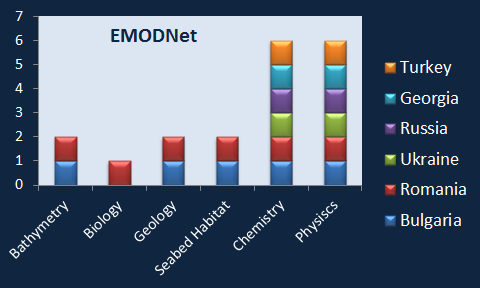 EMODNet
7
6
5
4
3
2
1
0
Bathymetry
Biology
Geology
Seabed Habitat
Chemistry
Physiscs
Turkey
Georgia
Russia
Ukraine
Romania
Bulgaria